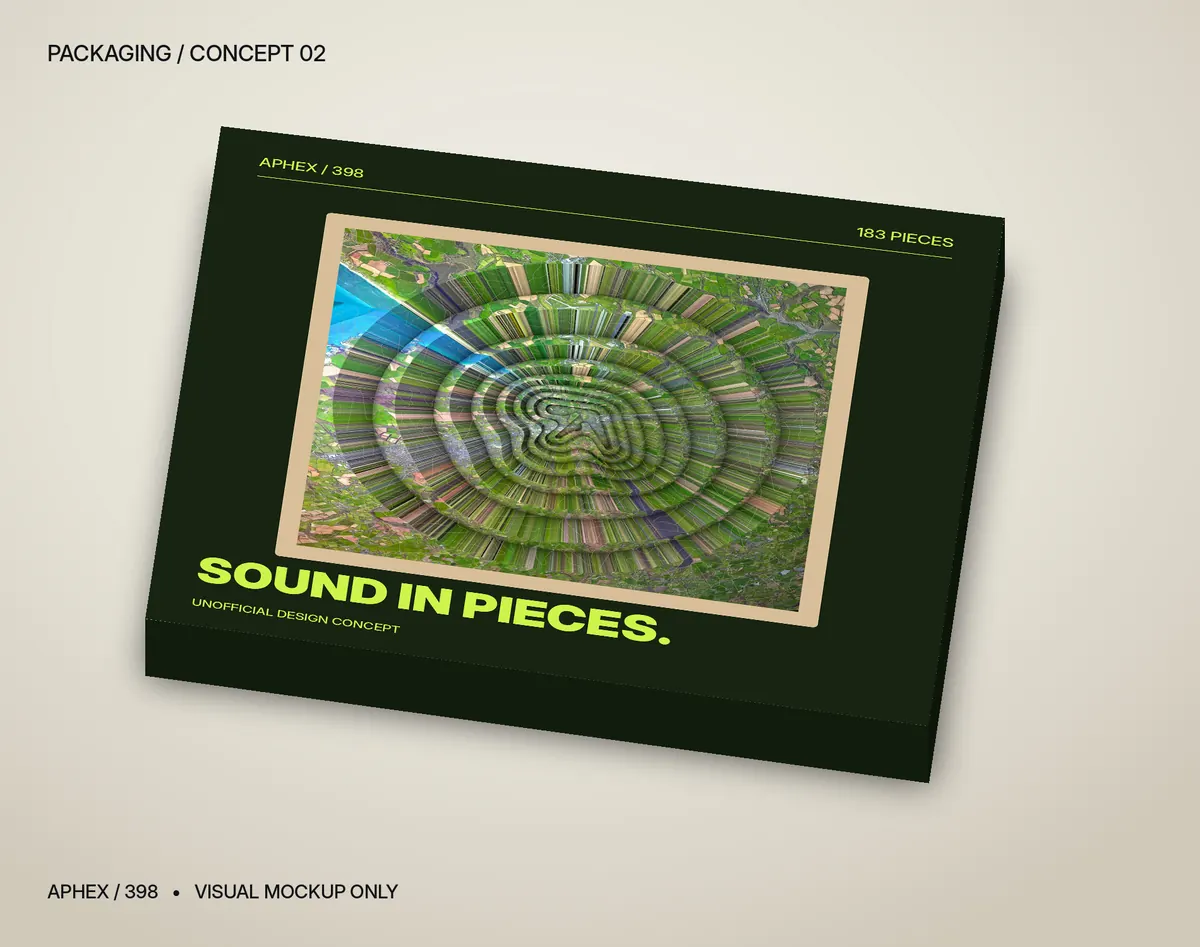 PACKAGING / CONCEPT 02
APHEX / 398
183 PIECES
SOUND IN PIECES.
UNOFFICIAL DESIGN CONCEPT
APHEX / 398 • VISUAL MOCKUP ONLY